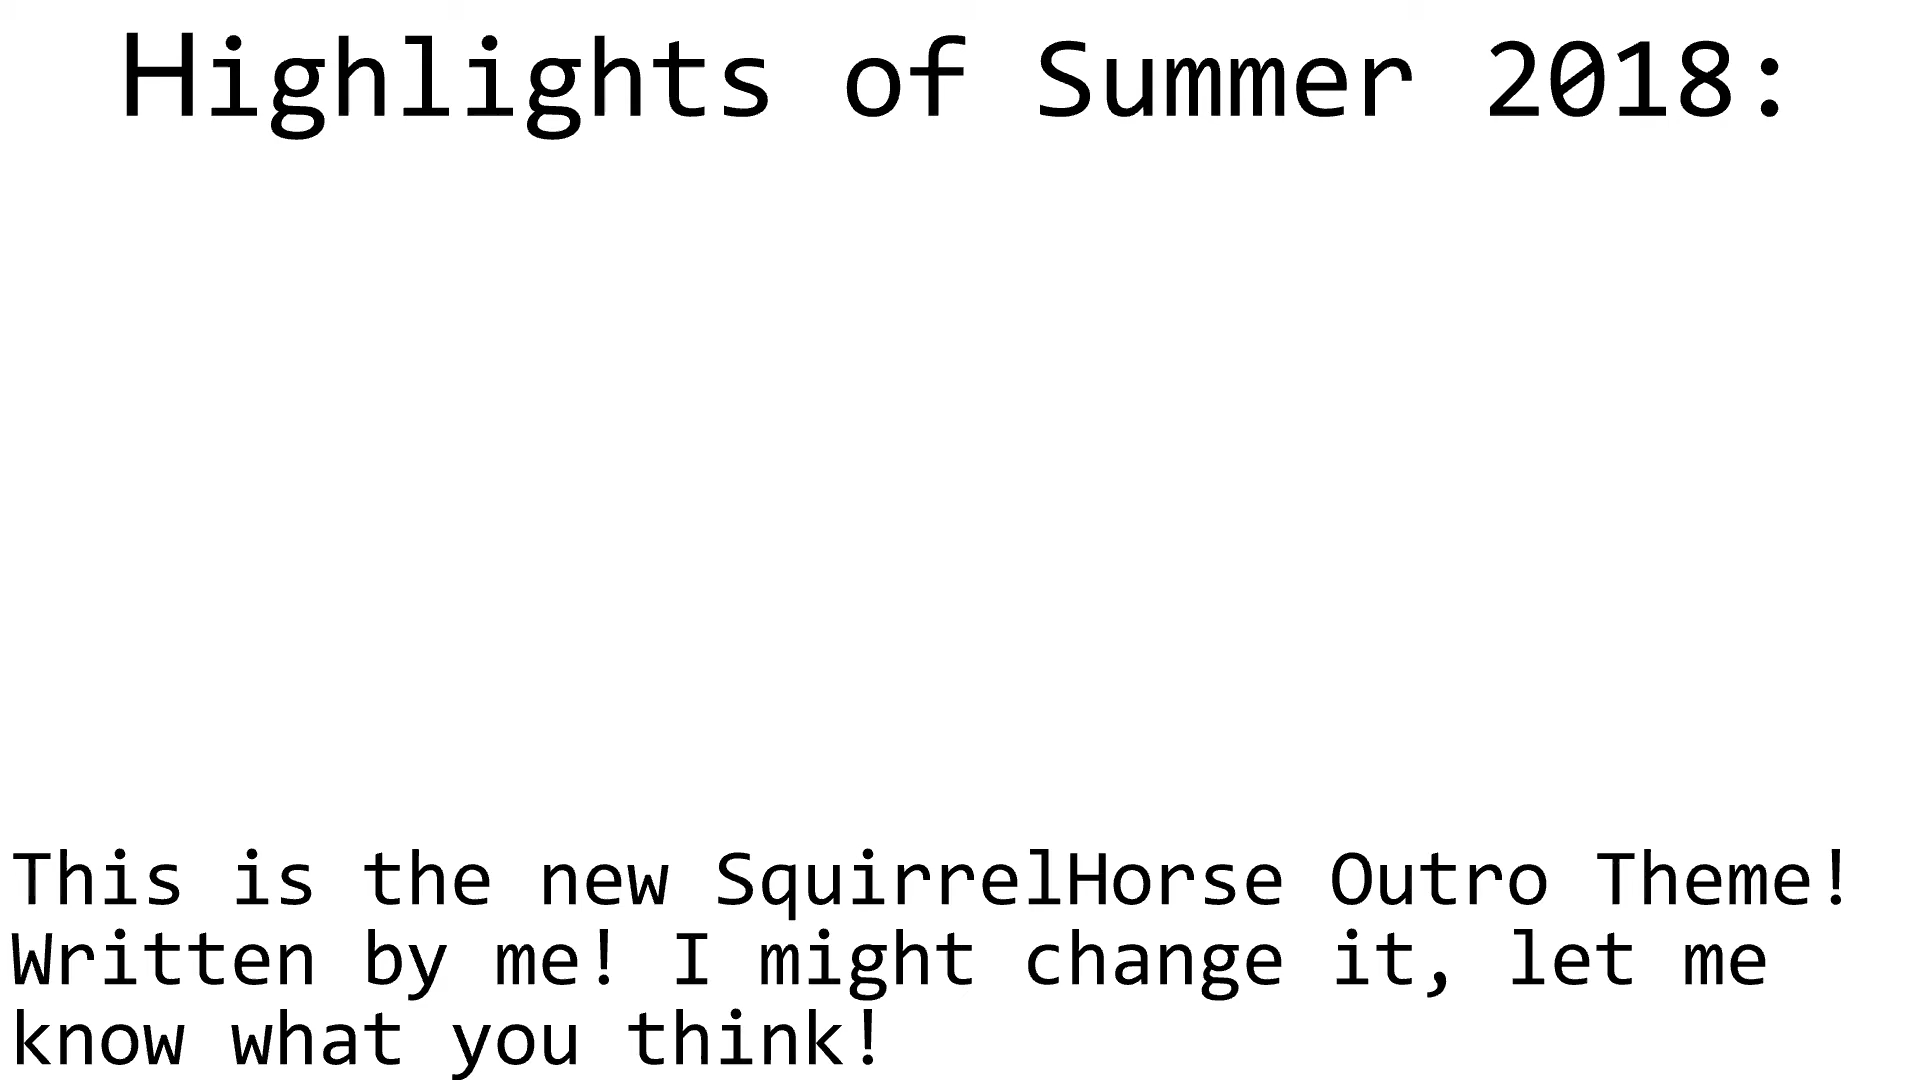 Highlights of Summer 2018:
This is the new SquirrelHorse Outro Theme!
Written by me! I might change it, let me
know what you think!